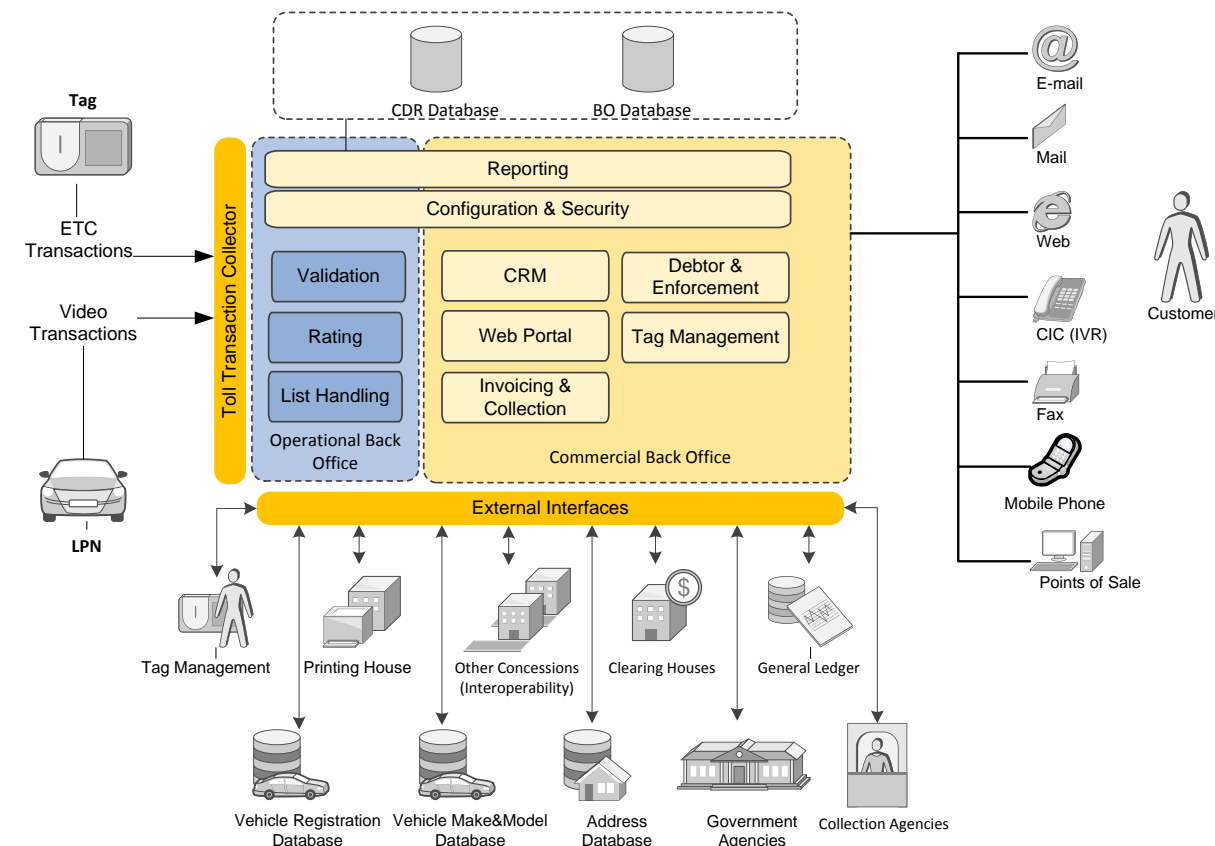 CDR Database
BO Database
Tag
ETC
Transactions
Video
Transactions
LPN
Toll Transaction Collector
Reporting
Configuration & Security
Validation
Rating
List Handling
Operational Back
Office
CRM
Web Portal
Invoicing &
Collection
Debtor &
Enforcement
Tag Management
Commercial Back Office
External Interfaces
E-mail
Mail
Web
CIC (IVR)
Fax
Mobile Phone
Points of Sale
Customer
Tag Management
Printing House
Other Concessions
(Interoperability)
$
Clearing Houses
General Ledger
Vehicle Registration
Database
Vehicle Make&Model
Database
Address
Database
Government
Agencies
Collection Agencies